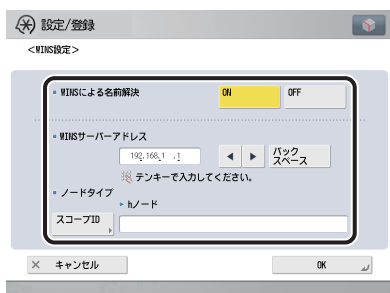 設定/登録
<WINS設定>
WINSによる名前解決
ON
OFF
WINSサーバーアドレス
192.168.1 .1
バックスペース
テンキーで入力してください。
ノードタイプ
hノード
スコープID
キャンセル
OK